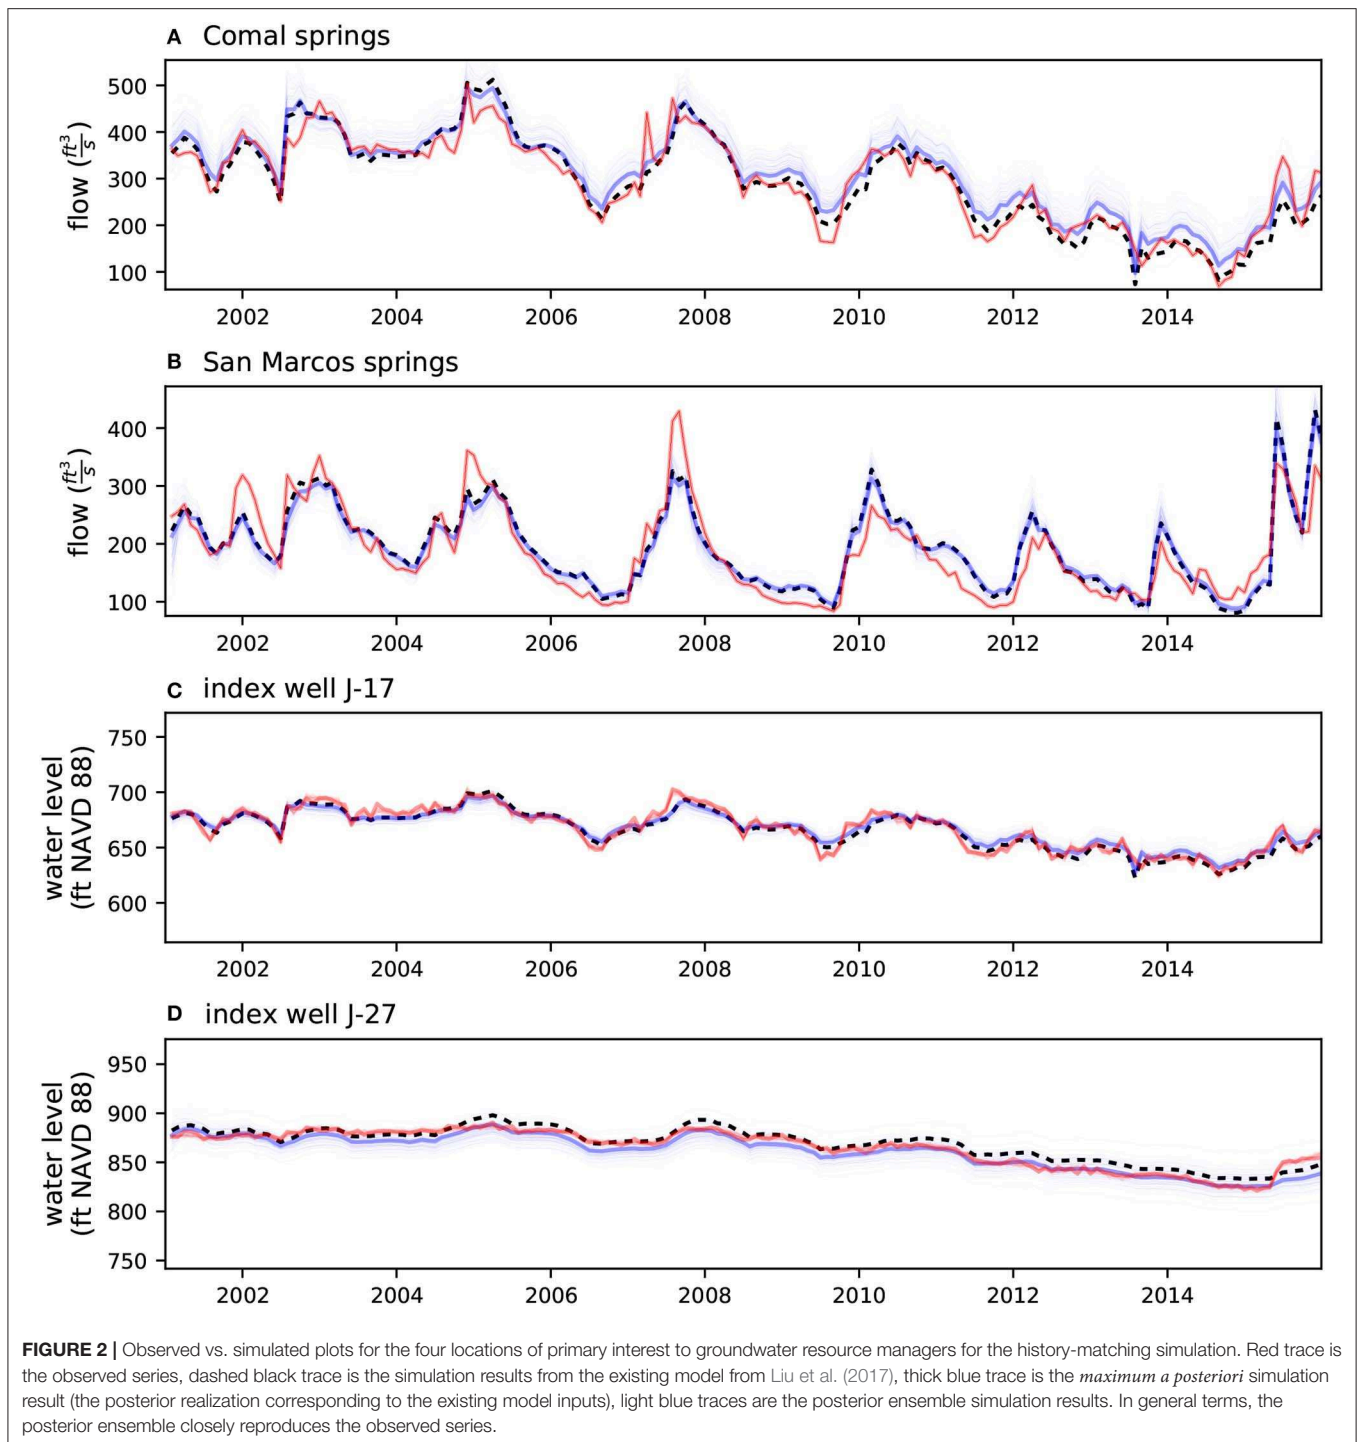 A Comal springs
500
400
300
200
100
flow (ft³/s)
2002 2004 2006 2008 2010 2012 2014
B San Marcos springs
400
300
200
100
flow (ft³/s)
2002 2004 2006 2008 2010 2012 2014
C index well J-17
750
700
650
600
water level
(ft NAVD 88)
2002 2004 2006 2008 2010 2012 2014
D index well J-27
950
900
850
800
750
water level
(ft NAVD 88)
2002 2004 2006 2008 2010 2012 2014
FIGURE 2 | Observed vs. simulated plots for the four locations of primary interest to groundwater resource managers for the history-matching simulation. Red trace is
the observed series, dashed black trace is the simulation results from the existing model from Liu et al. (2017), thick blue trace is the maximum a posteriori simulation
result (the posterior realization corresponding to the existing model inputs), light blue traces are the posterior ensemble simulation results. In general terms, the
posterior ensemble closely reproduces the observed series.